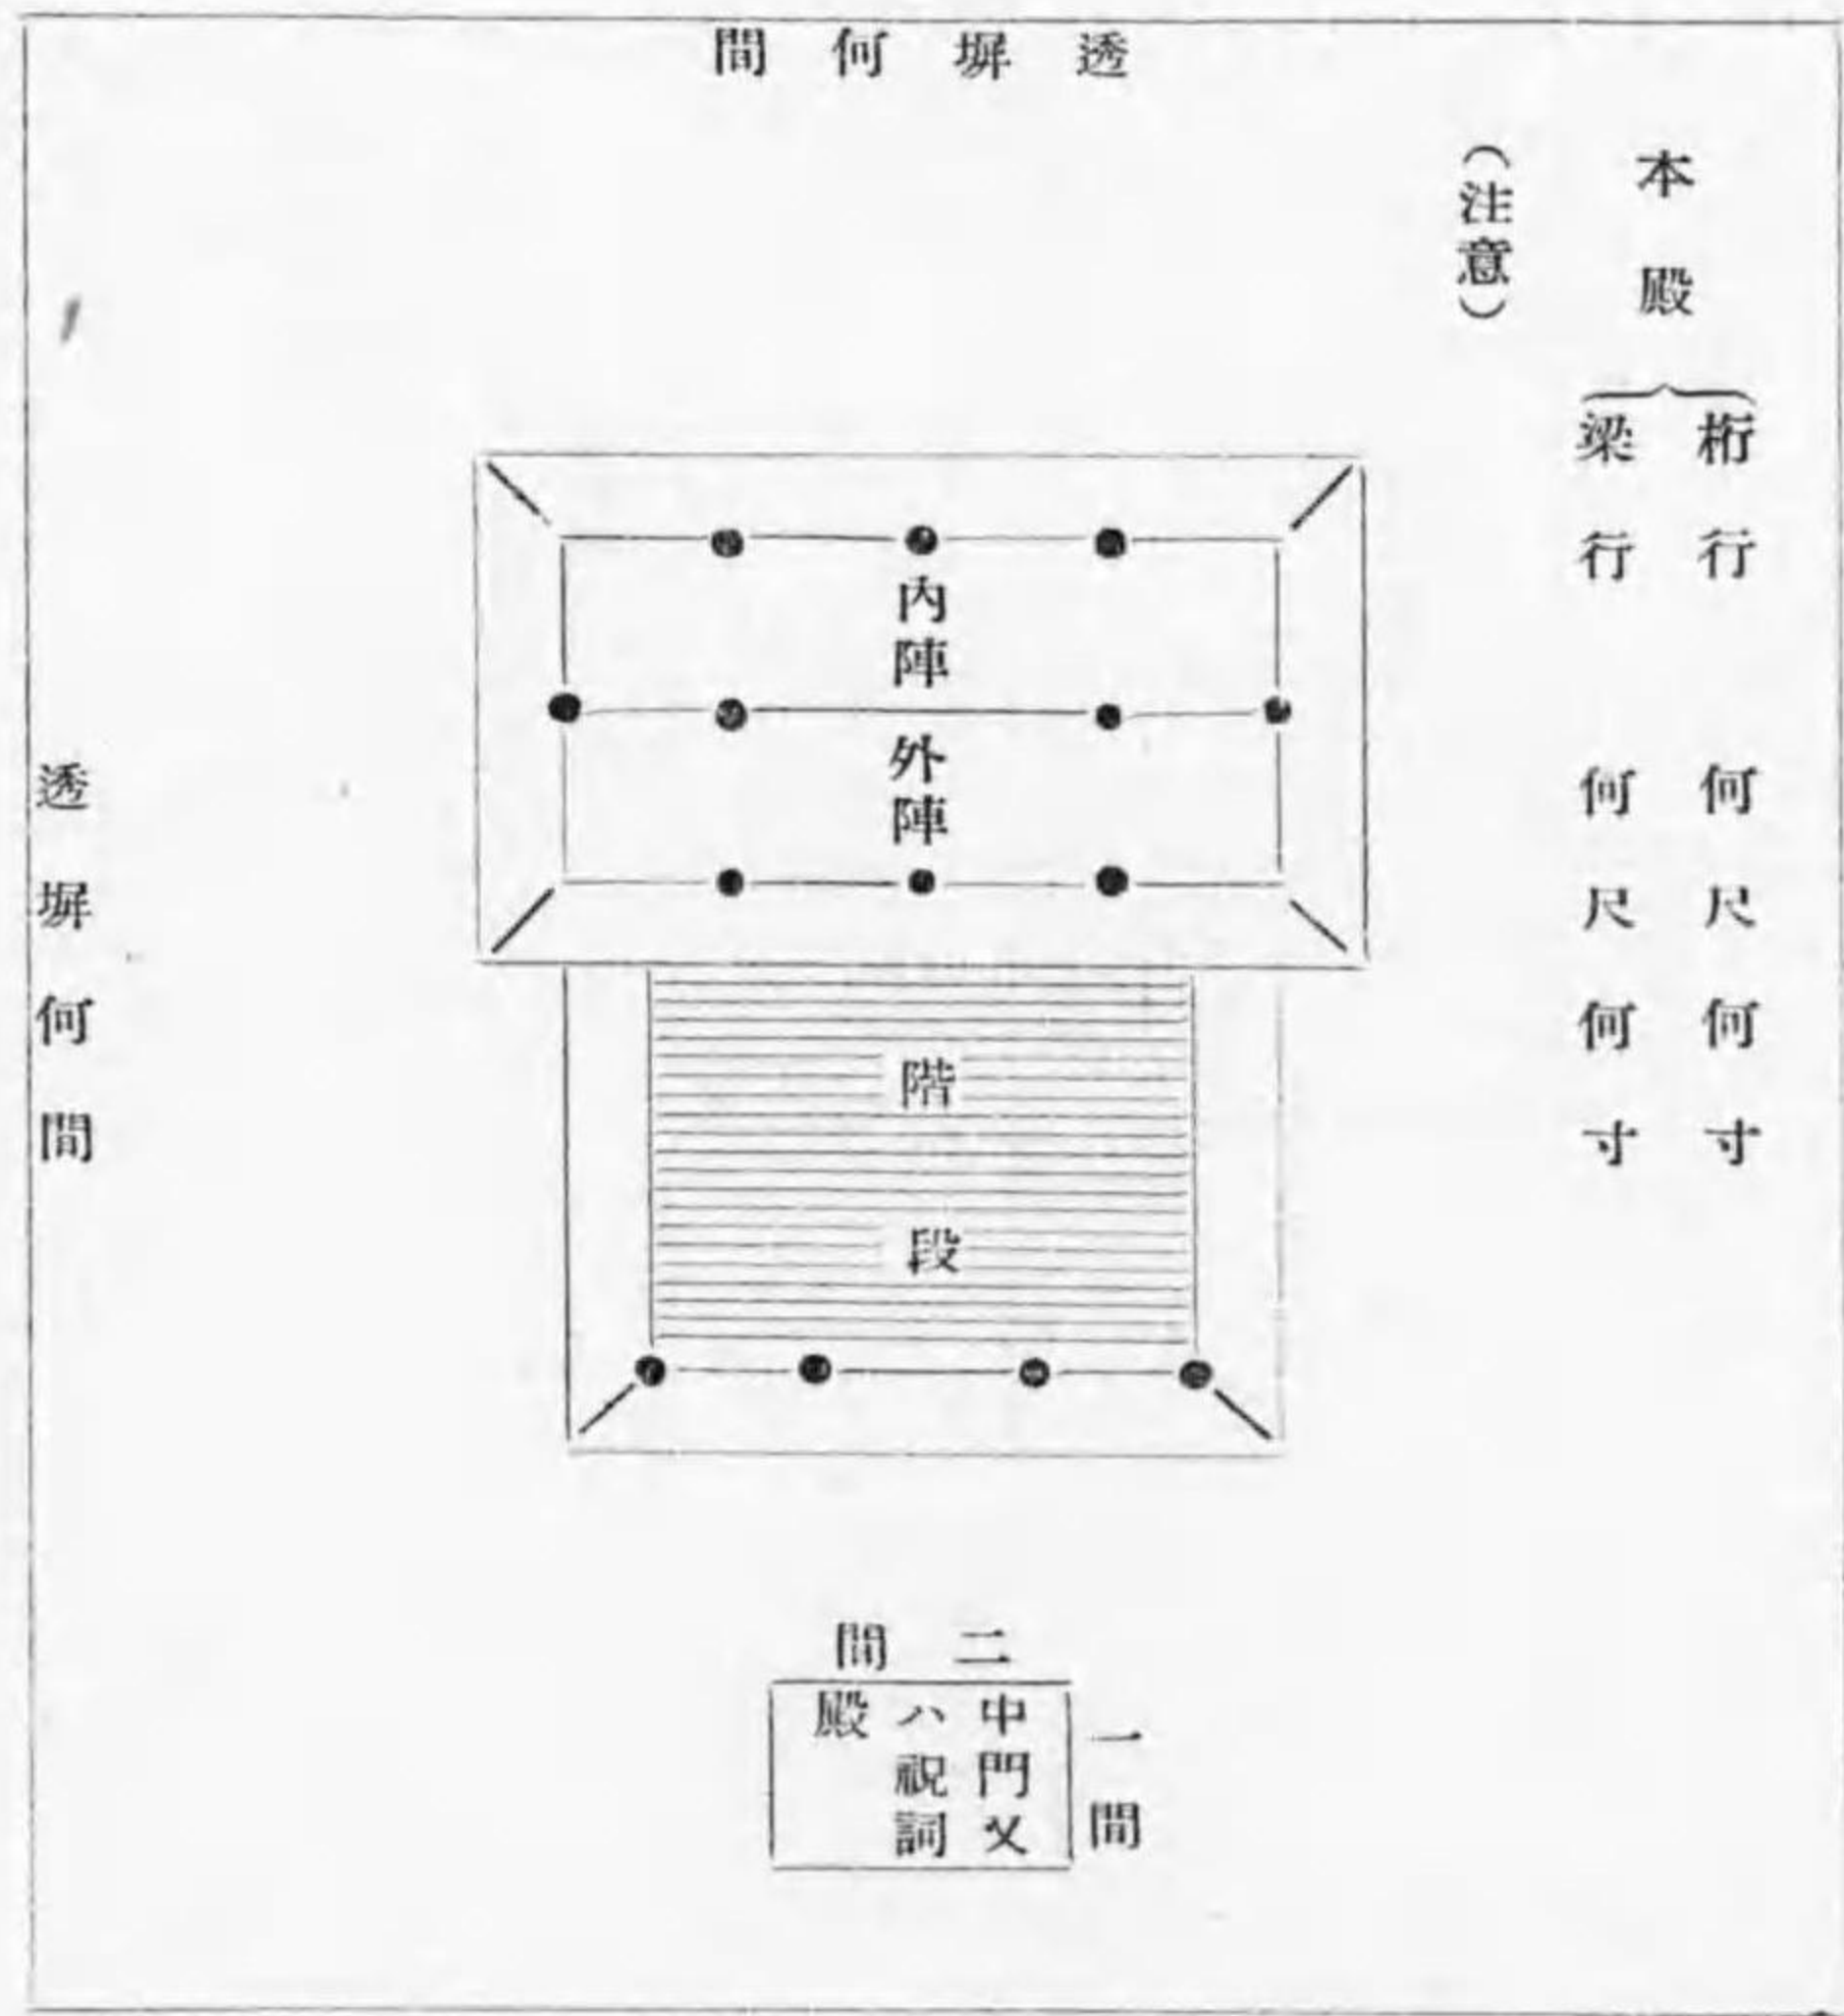 透塀何間
本殿
桁行 何尺何寸
梁行 何尺何寸
(注意)
內陣
外陣
階段
透塀何間
二間
一間
中門又
ハ祝詞
殿